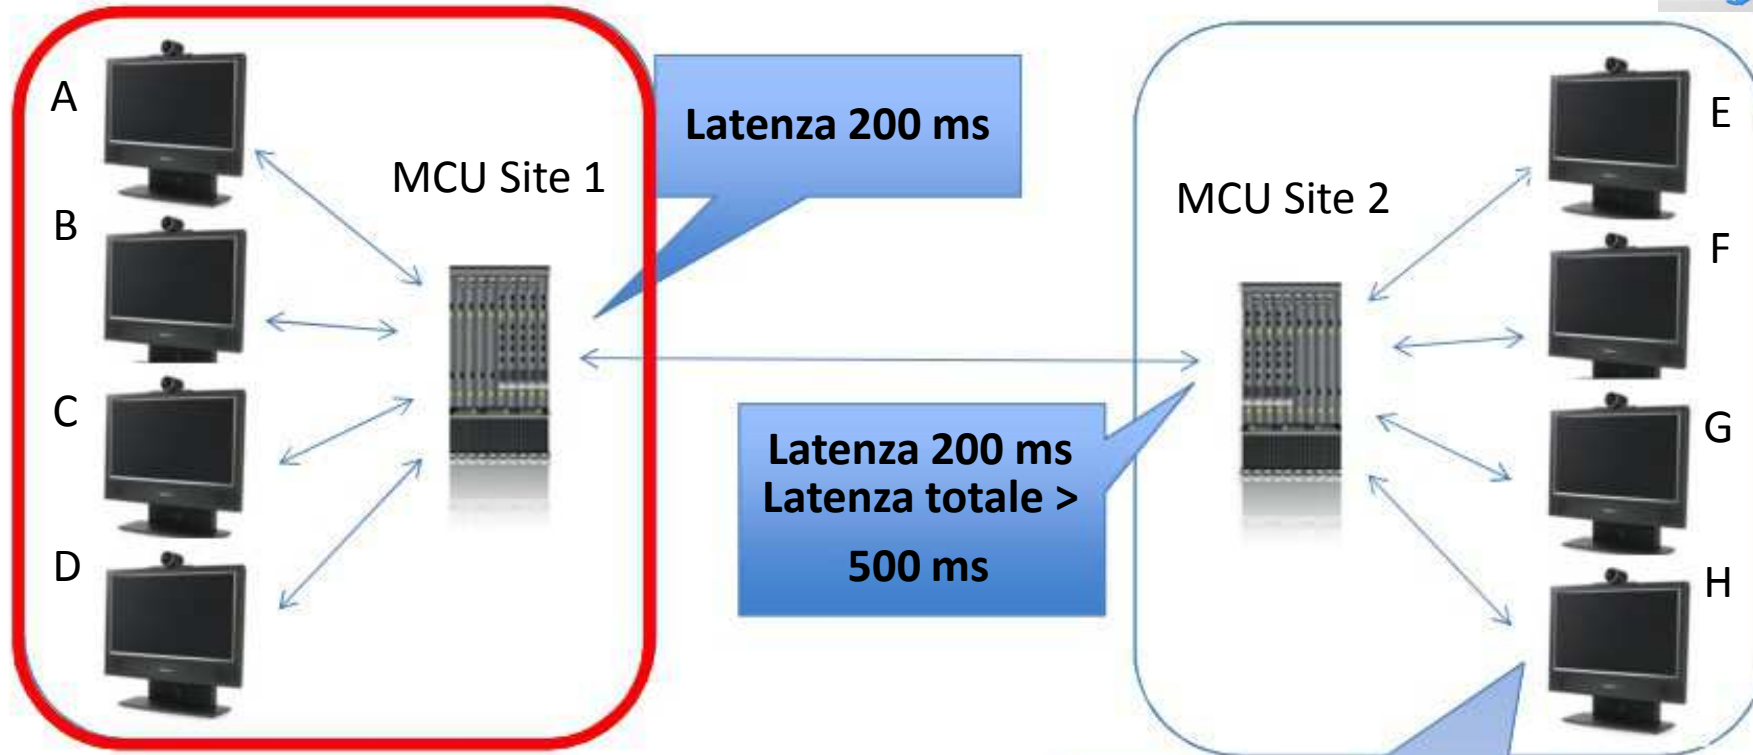 A
B
C
D
MCU Site 1
Latenza 200 ms
Latenza 200 ms
Latenza totale >
500 ms
MCU Site 2
E
F
G
H